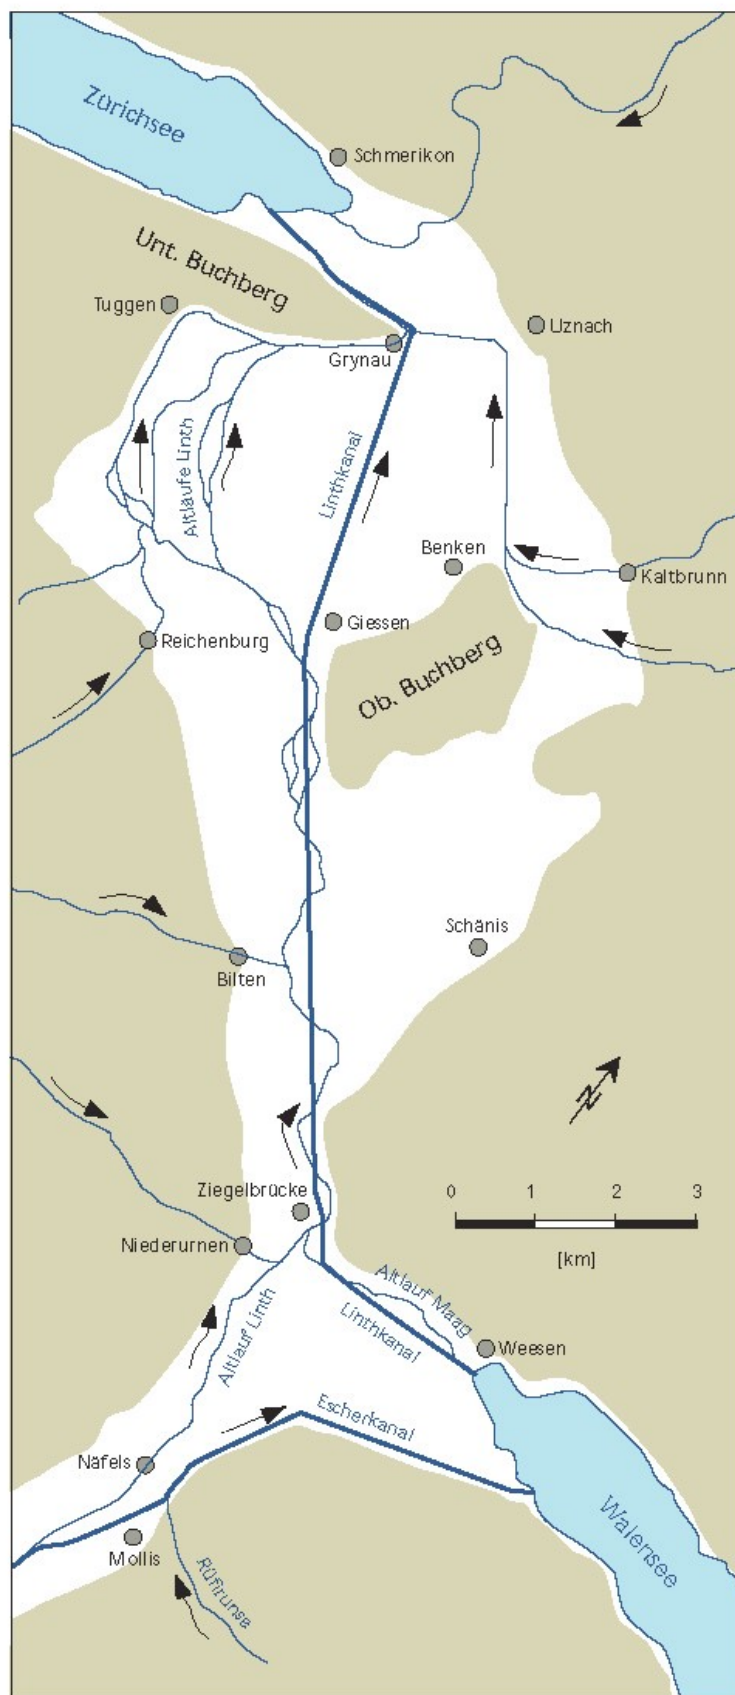 Zürichsee
Schmerikon
Unt. Buchberg
Tuggen
Uznach
Grynau
Altlaufe Linth
Linthkanal
Benken
Kaltbrunn
Giessen
Reichenburg
Ob. Buchberg
Schänis
Bilten
N
Ziegelbrücke
0 1 2 3
[km]
Niederurnen
Altlauf Maag
Altlauf Linth
Linthkanal
Weesen
Escherkanal
Näfels
Walensee
Mollis
Rüfirunse